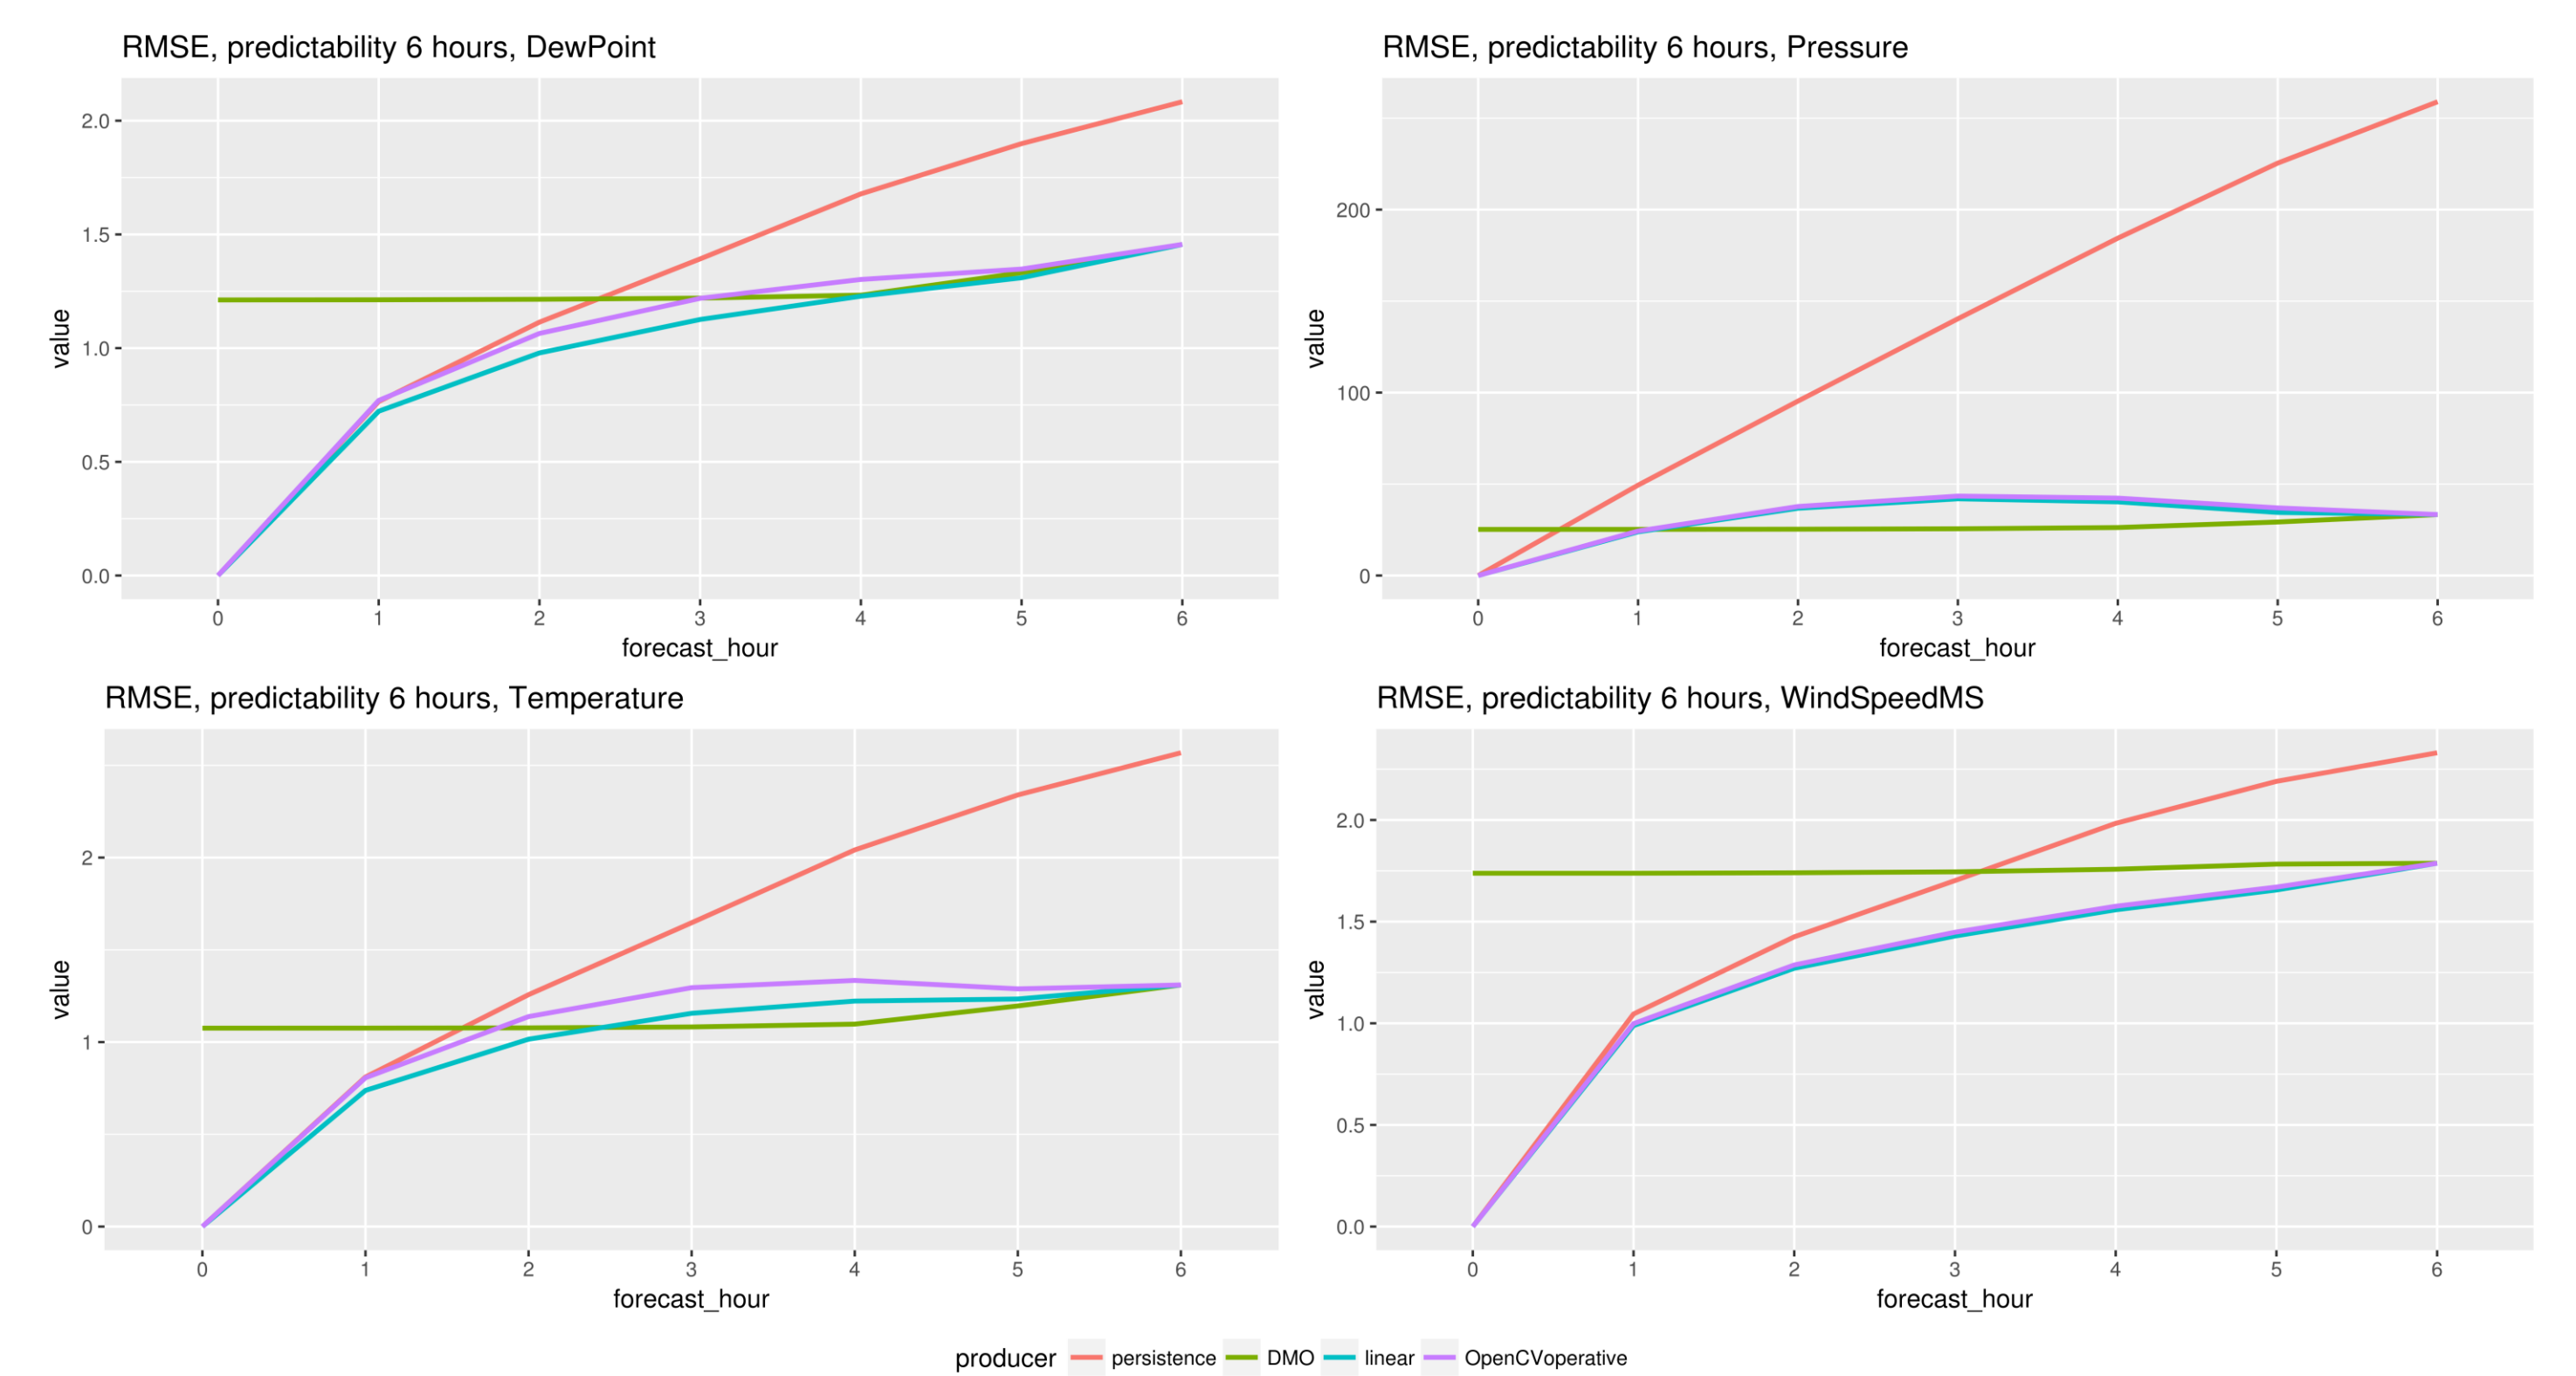 RMSE, predictability 6 hours, DewPoint
value
2.0
1.5
1.0
0.5
0.0
0 1 2 3 4 5 6
forecast_hour
RMSE, predictability 6 hours, Pressure
value
200
100
0
0 1 2 3 4 5 6
forecast_hour
RMSE, predictability 6 hours, Temperature
value
2
1
0
0 1 2 3 4 5 6
forecast_hour
RMSE, predictability 6 hours, WindSpeedMS
value
2.0
1.5
1.0
0.5
0.0
0 1 2 3 4 5 6
forecast_hour
producer persistence DMO linear OpenCVoperative